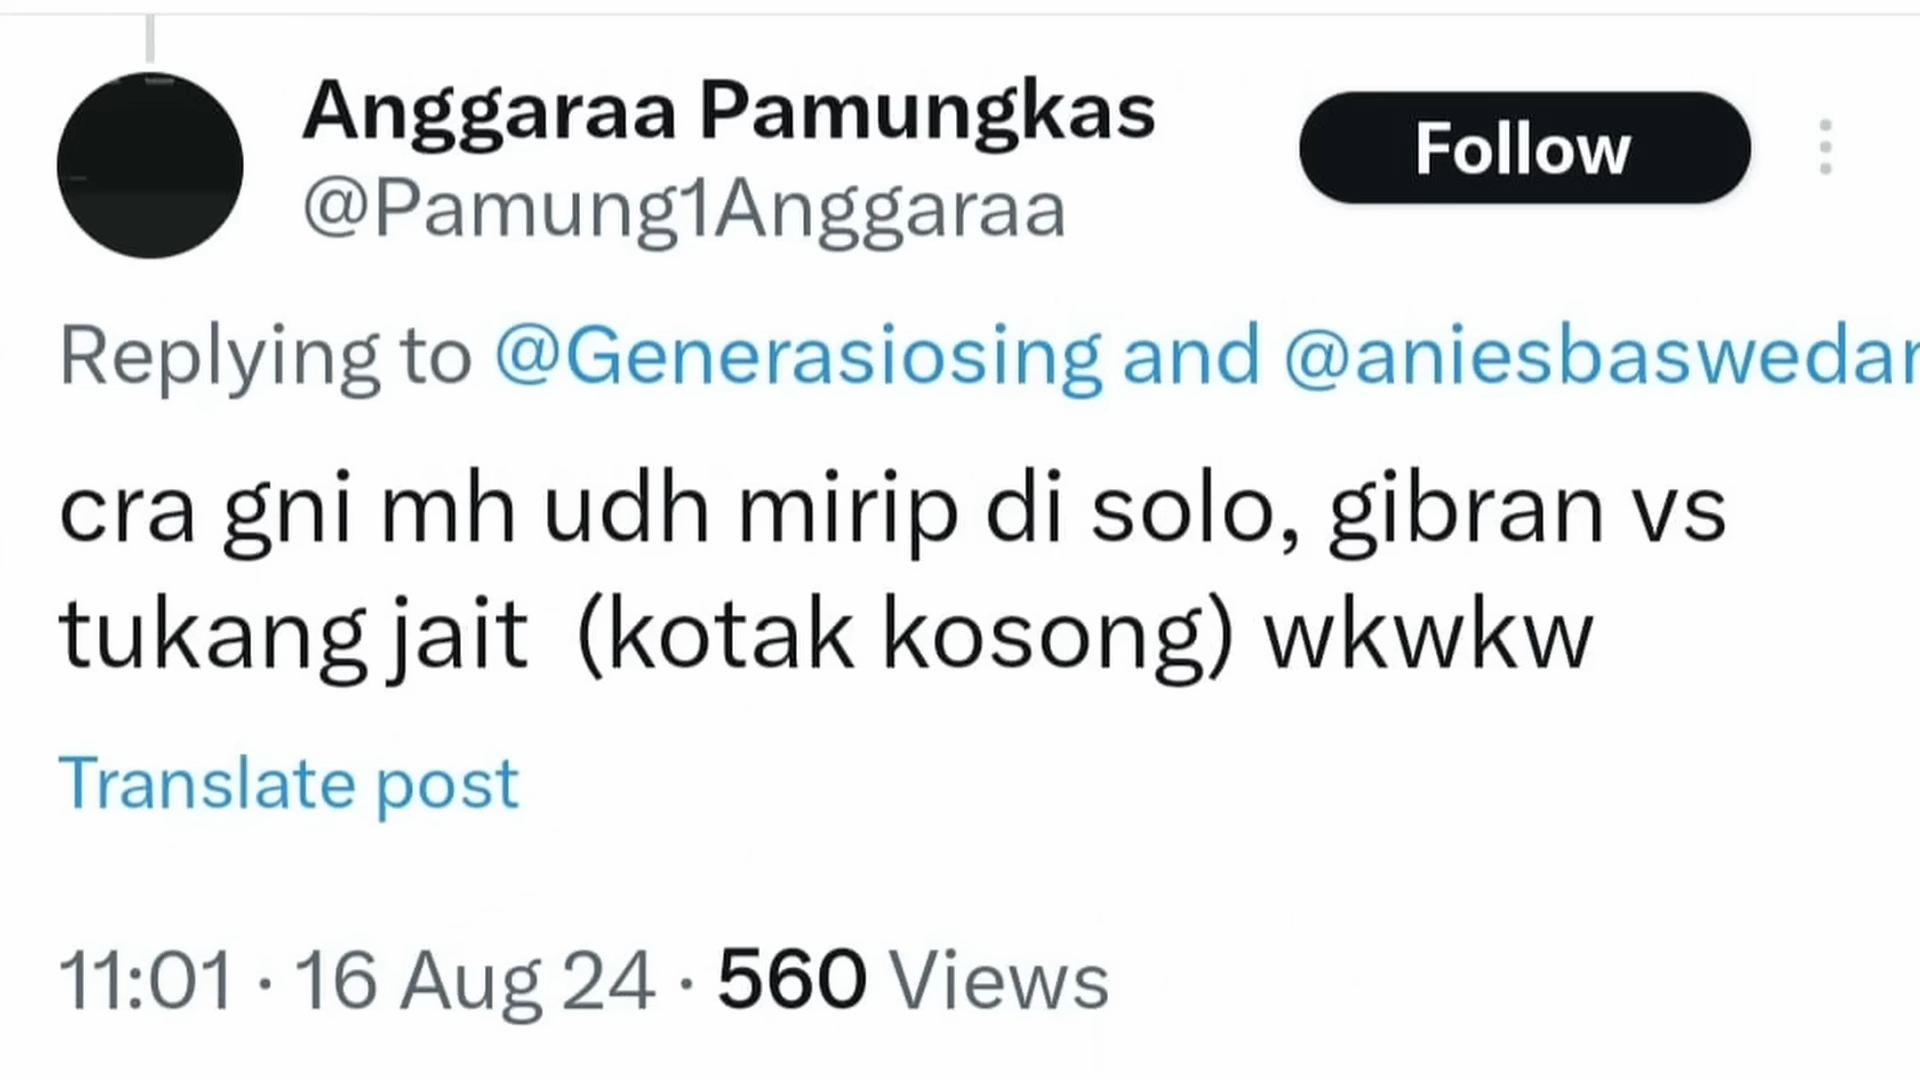 Anggaraa Pamungkas
Follow
@Pamung1Anggaraa
Replying to @Generasiosing and @aniesbaswedan
cra gni mh udh mirip di solo, gibran vs
tukang jait (kotak kosong) wkwkw
Translate post
11:01 · 16 Aug 24 · 560 Views